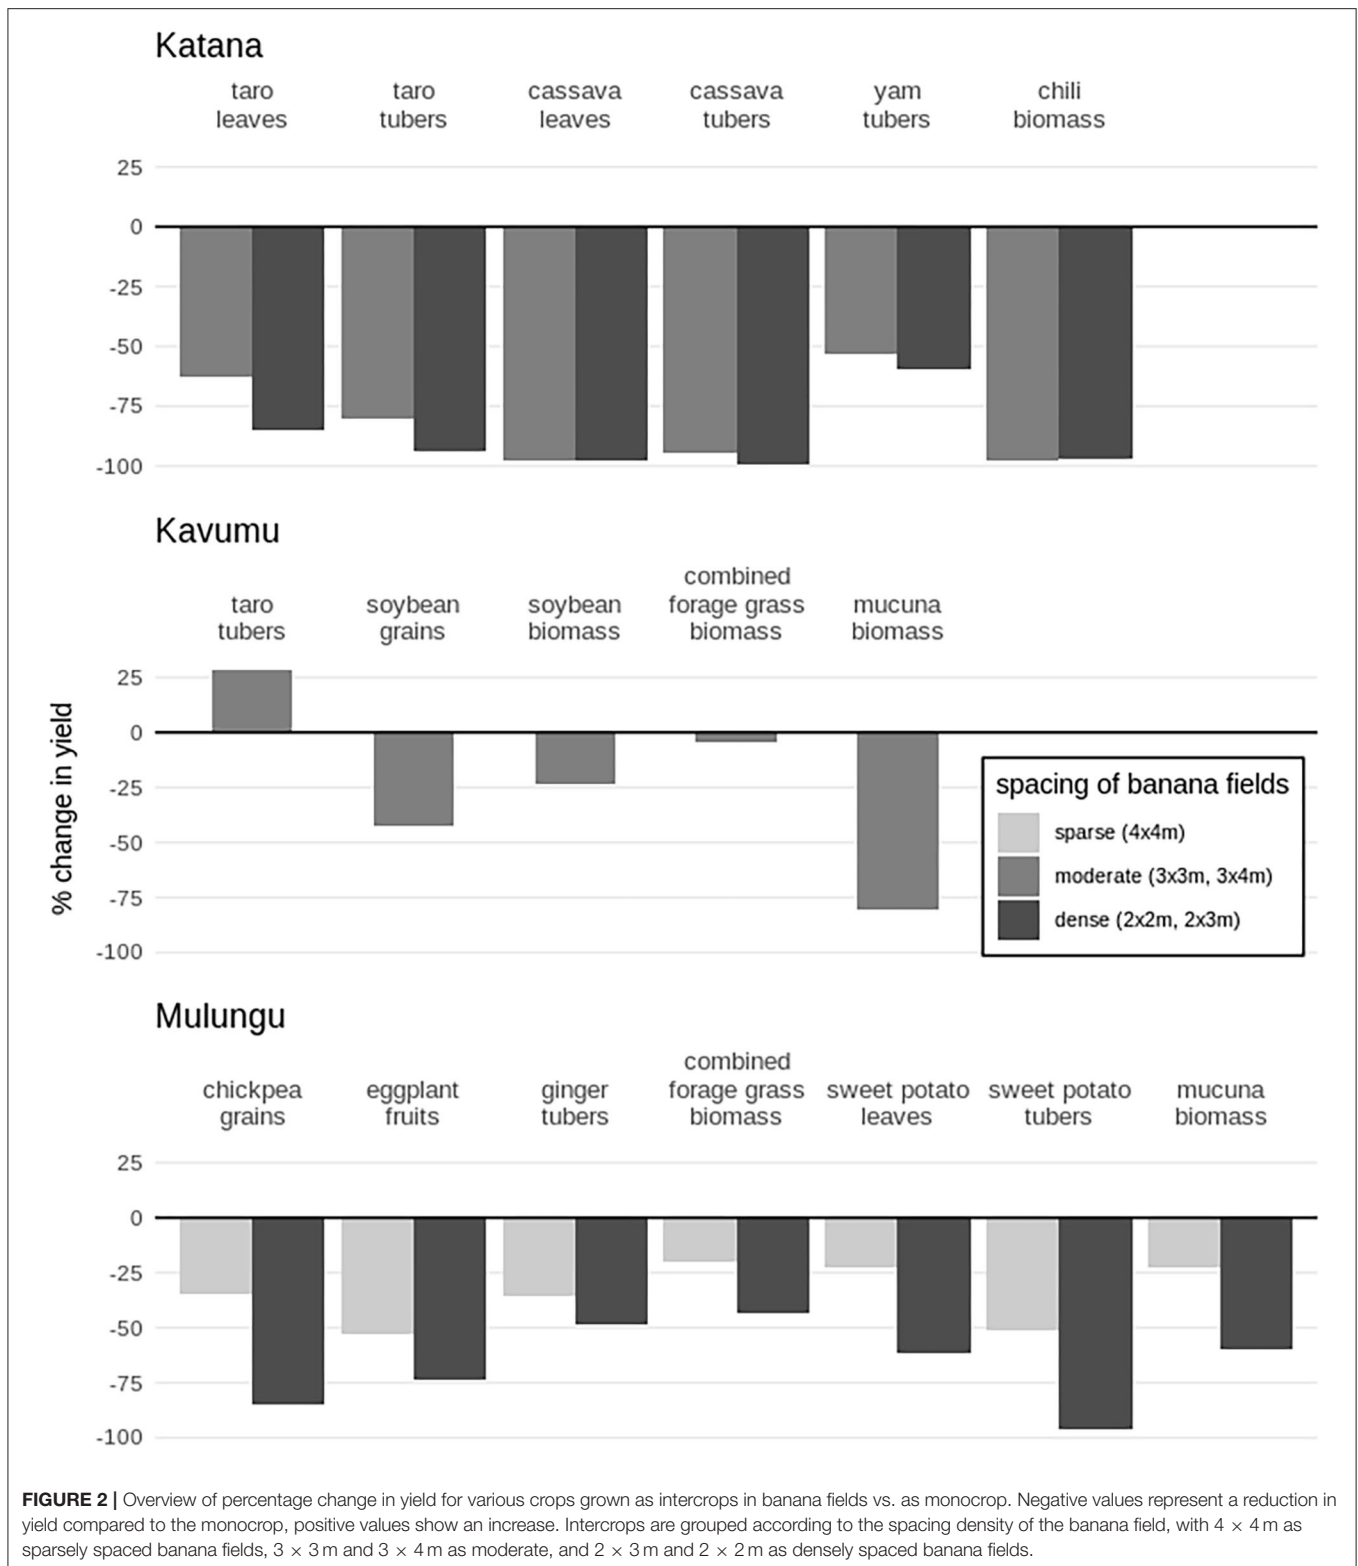 Katana
taro leaves
taro tubers
cassava leaves
cassava tubers
yam tubers
chili biomass
25
0
-25
-50
-75
-100
Kavumu
taro tubers
soybean grains
soybean biomass
combined forage grass biomass
mucuna biomass
% change in yield
25
0
-25
-50
-75
-100
spacing of banana fields
sparse (4x4m)
moderate (3x3m, 3x4m)
dense (2x2m, 2x3m)
Mulungu
chickpea grains
eggplant fruits
ginger tubers
combined forage grass biomass
sweet potato leaves
sweet potato tubers
mucuna biomass
25
0
-25
-50
-75
-100
FIGURE 2 | Overview of percentage change in yield for various crops grown as intercrops in banana fields vs. as monocrop. Negative values represent a reduction in
yield compared to the monocrop, positive values show an increase. Intercrops are grouped according to the spacing density of the banana field, with 4 × 4 m as
sparsely spaced banana fields, 3 × 3 m and 3 × 4 m as moderate, and 2 × 3 m and 2 × 2 m as densely spaced banana fields.